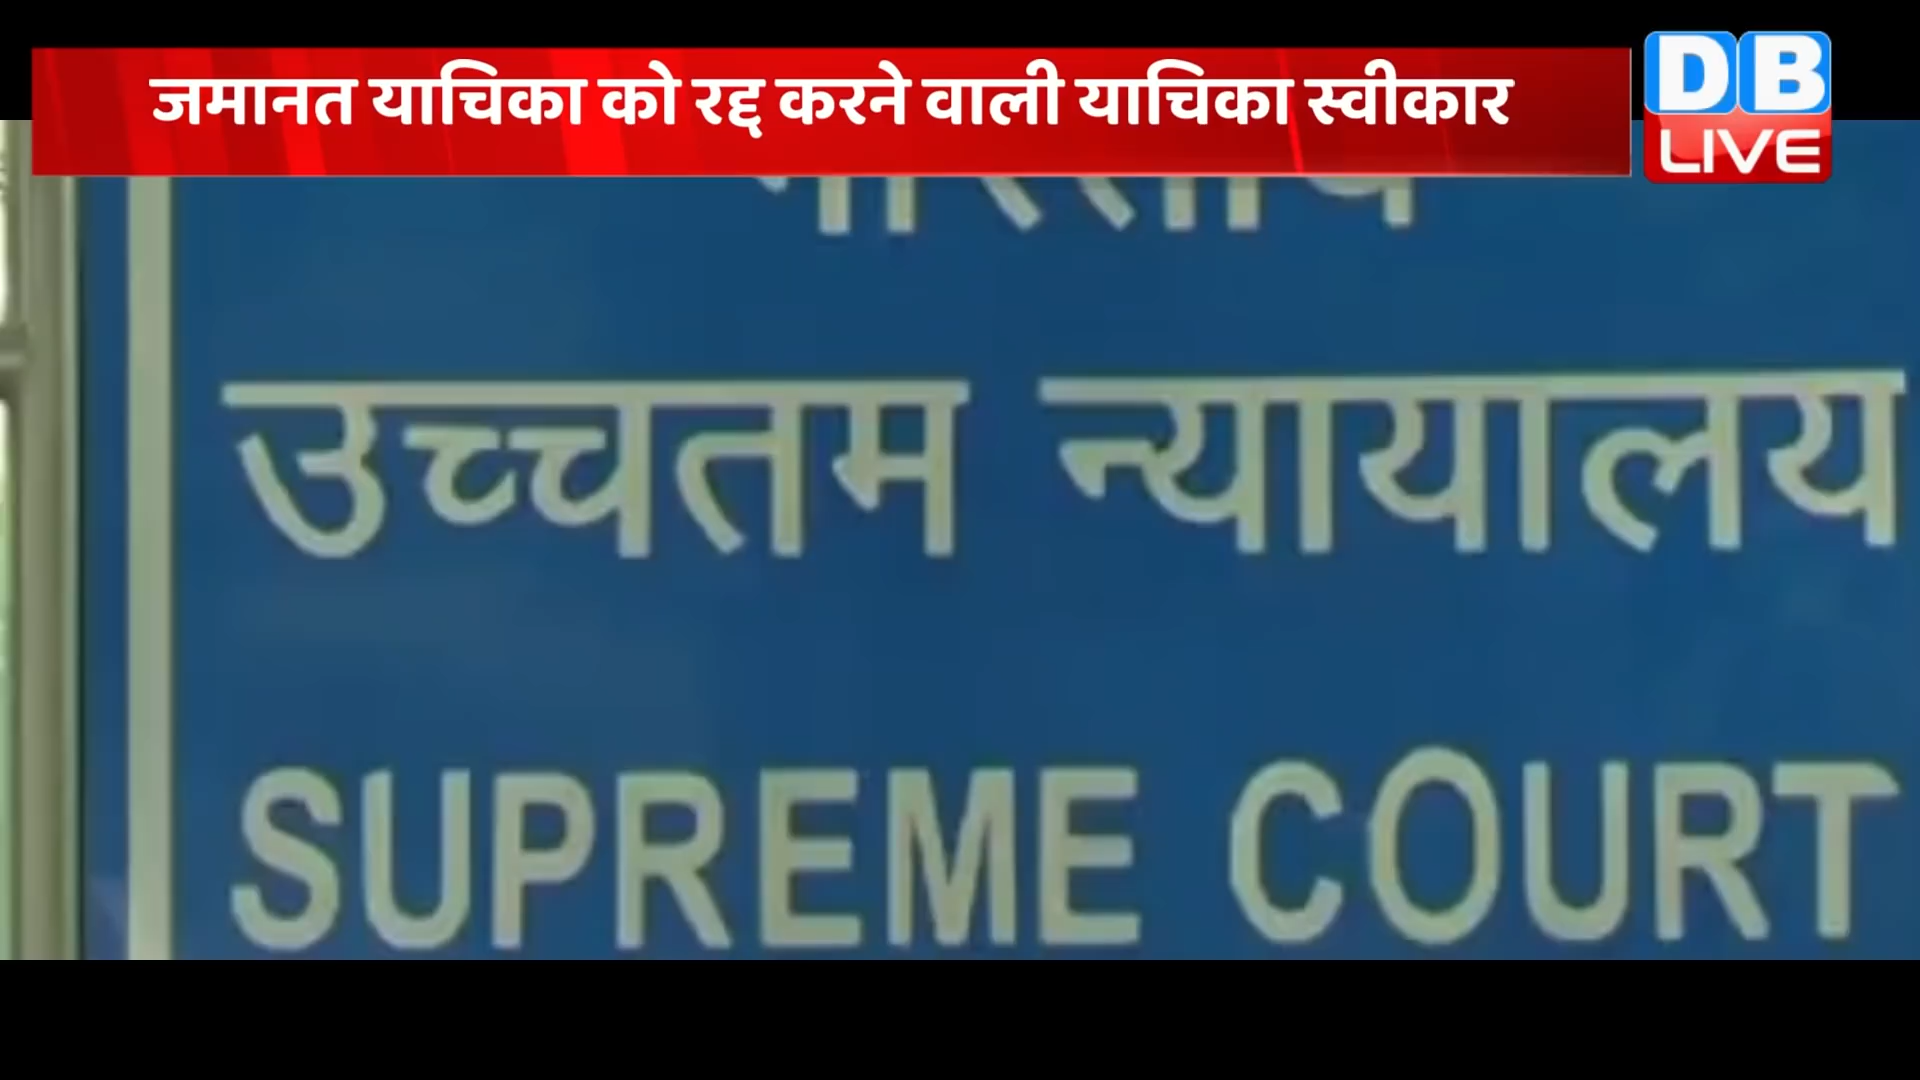 जमानत याचिका को रद्द करने वाली याचिका स्वीकार
DB
LIVE
उच्चतम न्यायालय
SUPREME COURT